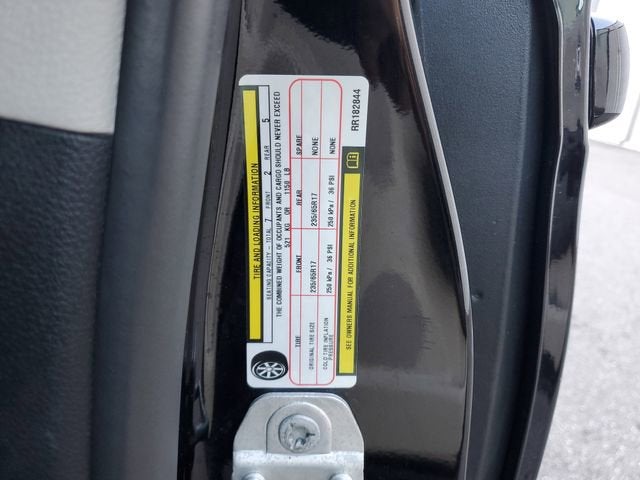 TIRE AND LOADING INFORMATION
SEATING CAPACITY - TOTAL 7 FRONT 2 REAR 5
THE COMBINED WEIGHT OF OCCUPANTS AND CARGO SHOULD NEVER EXCEED
521 KG OR 1150 LB
TIRE FRONT REAR SPARE
ORIGINAL TIRE SIZE 235/65R17 235/65R17 NONE
COLD TIRE INFLATION PRESSURE 250 kPa / 36 PSI 250 kPa / 36 PSI NONE
SEE OWNERS MANUAL FOR ADDITIONAL INFORMATION
RR182844